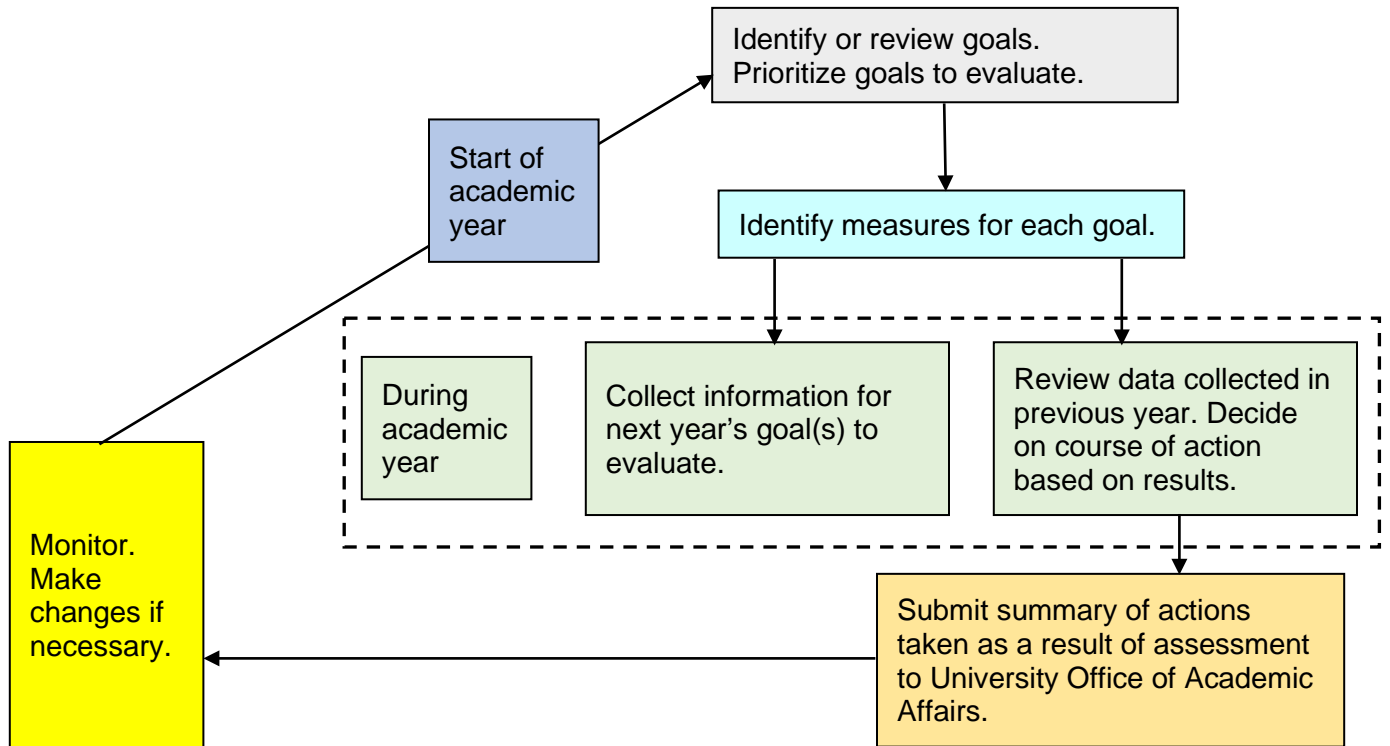 Identify or review goals.
Prioritize goals to evaluate.
Start of
academic
year
Identify measures for each goal.
During
academic
year
Collect information for
next year’s goal(s) to
evaluate.
Review data collected in
previous year. Decide
on course of action
based on results.
Monitor.
Make
changes if
necessary.
Submit summary of actions
taken as a result of assessment
to University Office of Academic
Affairs.